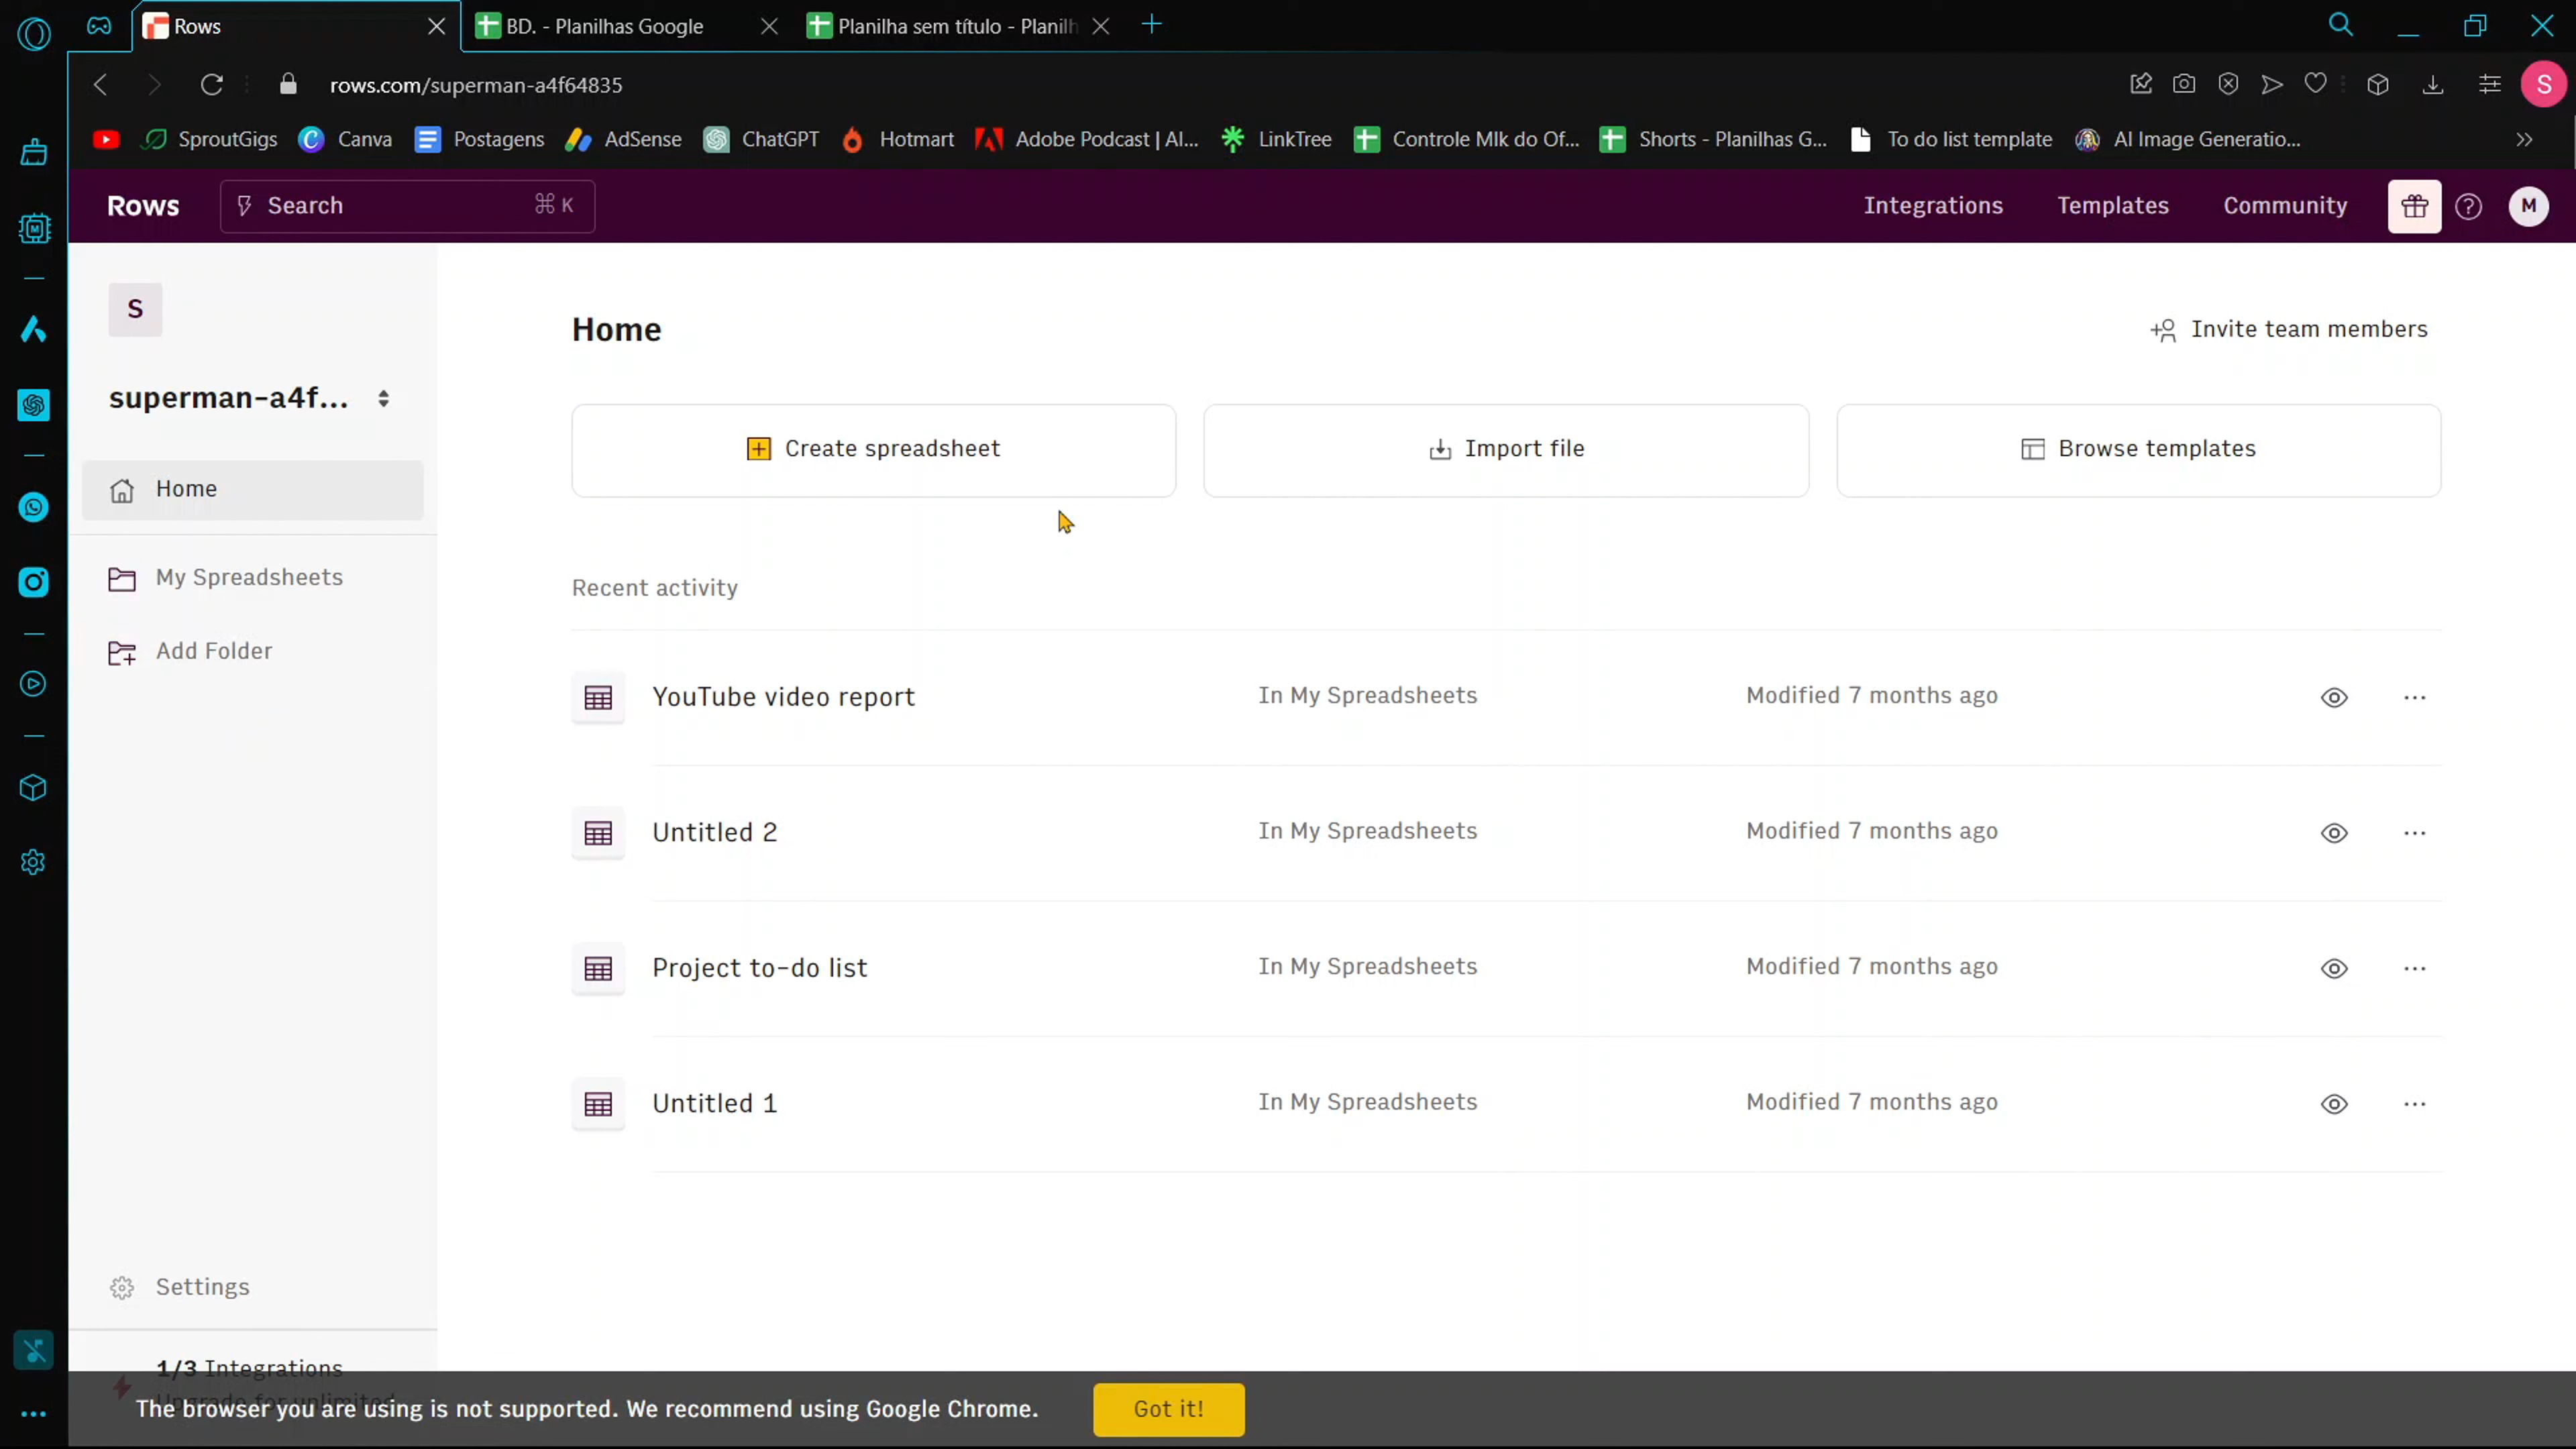 Rows
BD. - Planilhas Google
Planilha sem título - Planilh
rows.com/superman-a4f64835
S
SproutGigs
Canva
Postagens
AdSense
ChatGPT
Hotmart
Adobe Podcast | AI...
LinkTree
Controle Mlk do Of...
Shorts - Planilhas G...
To do list template
AI Image Generatio...
Rows
Search
⌘ K
Integrations
Templates
Community
M
S
superman-a4f...
Home
My Spreadsheets
Add Folder
Settings
1/3 Integrations
Upgrade for unlimited
Home
Invite team members
Create spreadsheet
Import file
Browse templates
Recent activity
YouTube video report
In My Spreadsheets
Modified 7 months ago
Untitled 2
In My Spreadsheets
Modified 7 months ago
Project to-do list
In My Spreadsheets
Modified 7 months ago
Untitled 1
In My Spreadsheets
Modified 7 months ago
The browser you are using is not supported. We recommend using Google Chrome.
Got it!